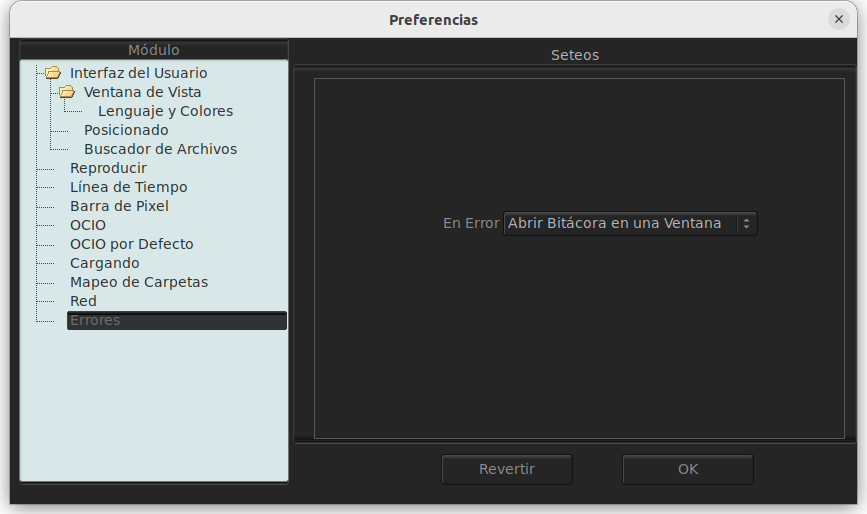 Preferencias
Módulo
Interfaz del Usuario
Ventana de Vista
Lenguaje y Colores
Posicionado
Buscador de Archivos
Reproducir
Línea de Tiempo
Barra de Pixel
OCIO
OCIO por Defecto
Cargando
Mapeo de Carpetas
Red
Errores
Seteos
En Error Abrir Bitácora en una Ventana
Revertir OK